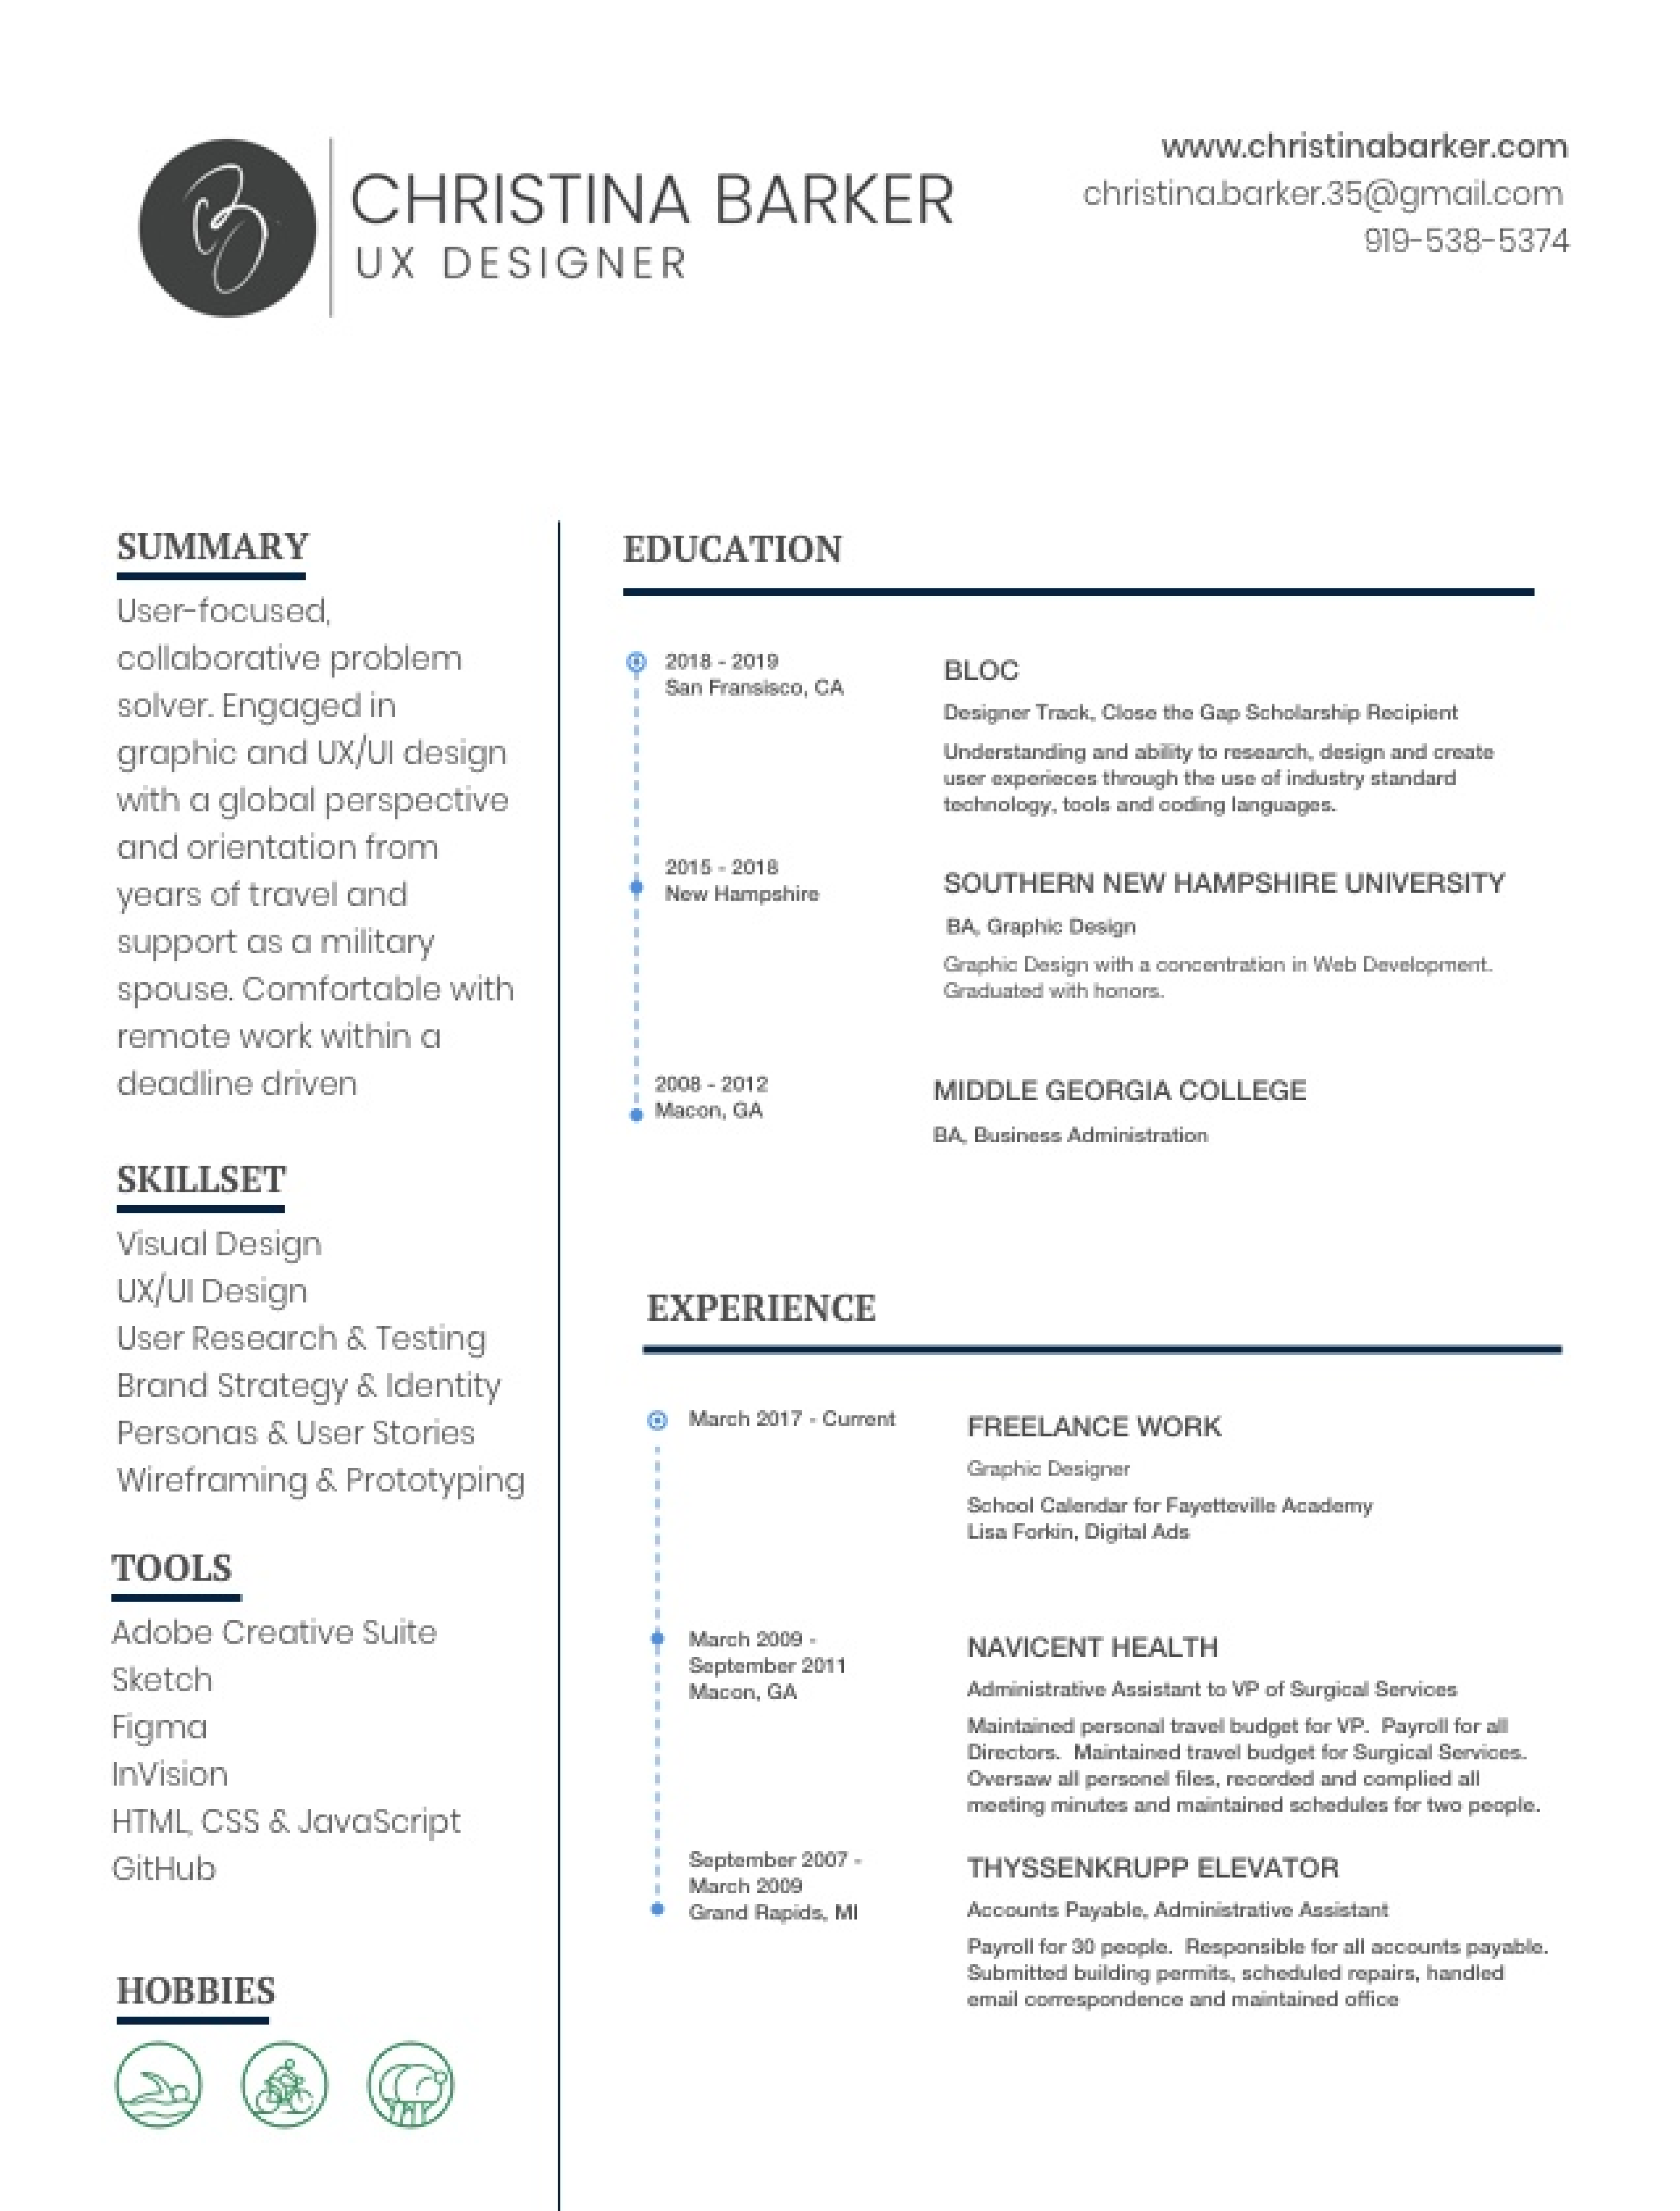 CHRISTINA BARKER
UX DESIGNER
www.christinabarker.com
christina.barker.35@gmail.com
919-538-5374
SUMMARY
User-focused,
collaborative problem
solver. Engaged in
graphic and UX/UI design
with a global perspective
and orientation from
years of travel and
support as a military
spouse. Comfortable with
remote work within a
deadline driven
SKILLSET
Visual Design
UX/UI Design
User Research & Testing
Brand Strategy & Identity
Personas & User Stories
Wireframing & Prototyping
TOOLS
Adobe Creative Suite
Sketch
Figma
InVision
HTML, CSS & JavaScript
GitHub
HOBBIES
EDUCATION
2018 - 2019
San Fransisco, CA
BLOC
Designer Track, Close the Gap Scholarship Recipient
Understanding and ability to research, design and create
user experieces through the use of industry standard
technology, tools and coding languages.
2015 - 2018
New Hampshire
SOUTHERN NEW HAMPSHIRE UNIVERSITY
BA, Graphic Design
Graphic Design with a concentration in Web Development.
Graduated with honors.
2008 - 2012
Macon, GA
MIDDLE GEORGIA COLLEGE
BA, Business Administration
EXPERIENCE
March 2017 - Current
FREELANCE WORK
Graphic Designer
School Calendar for Fayetteville Academy
Lisa Forkin, Digital Ads
March 2009 -
September 2011
Macon, GA
NAVICENT HEALTH
Administrative Assistant to VP of Surgical Services
Maintained personal travel budget for VP.  Payroll for all
Directors.  Maintained travel budget for Surgical Services.
Oversaw all personel files, recorded and complied all
meeting minutes and maintained schedules for two people.
September 2007 -
March 2009
Grand Rapids, MI
THYSSENKRUPP ELEVATOR
Accounts Payable, Administrative Assistant
Payroll for 30 people.  Responsible for all accounts payable.
Submitted building permits, scheduled repairs, handled
email correspondence and maintained office